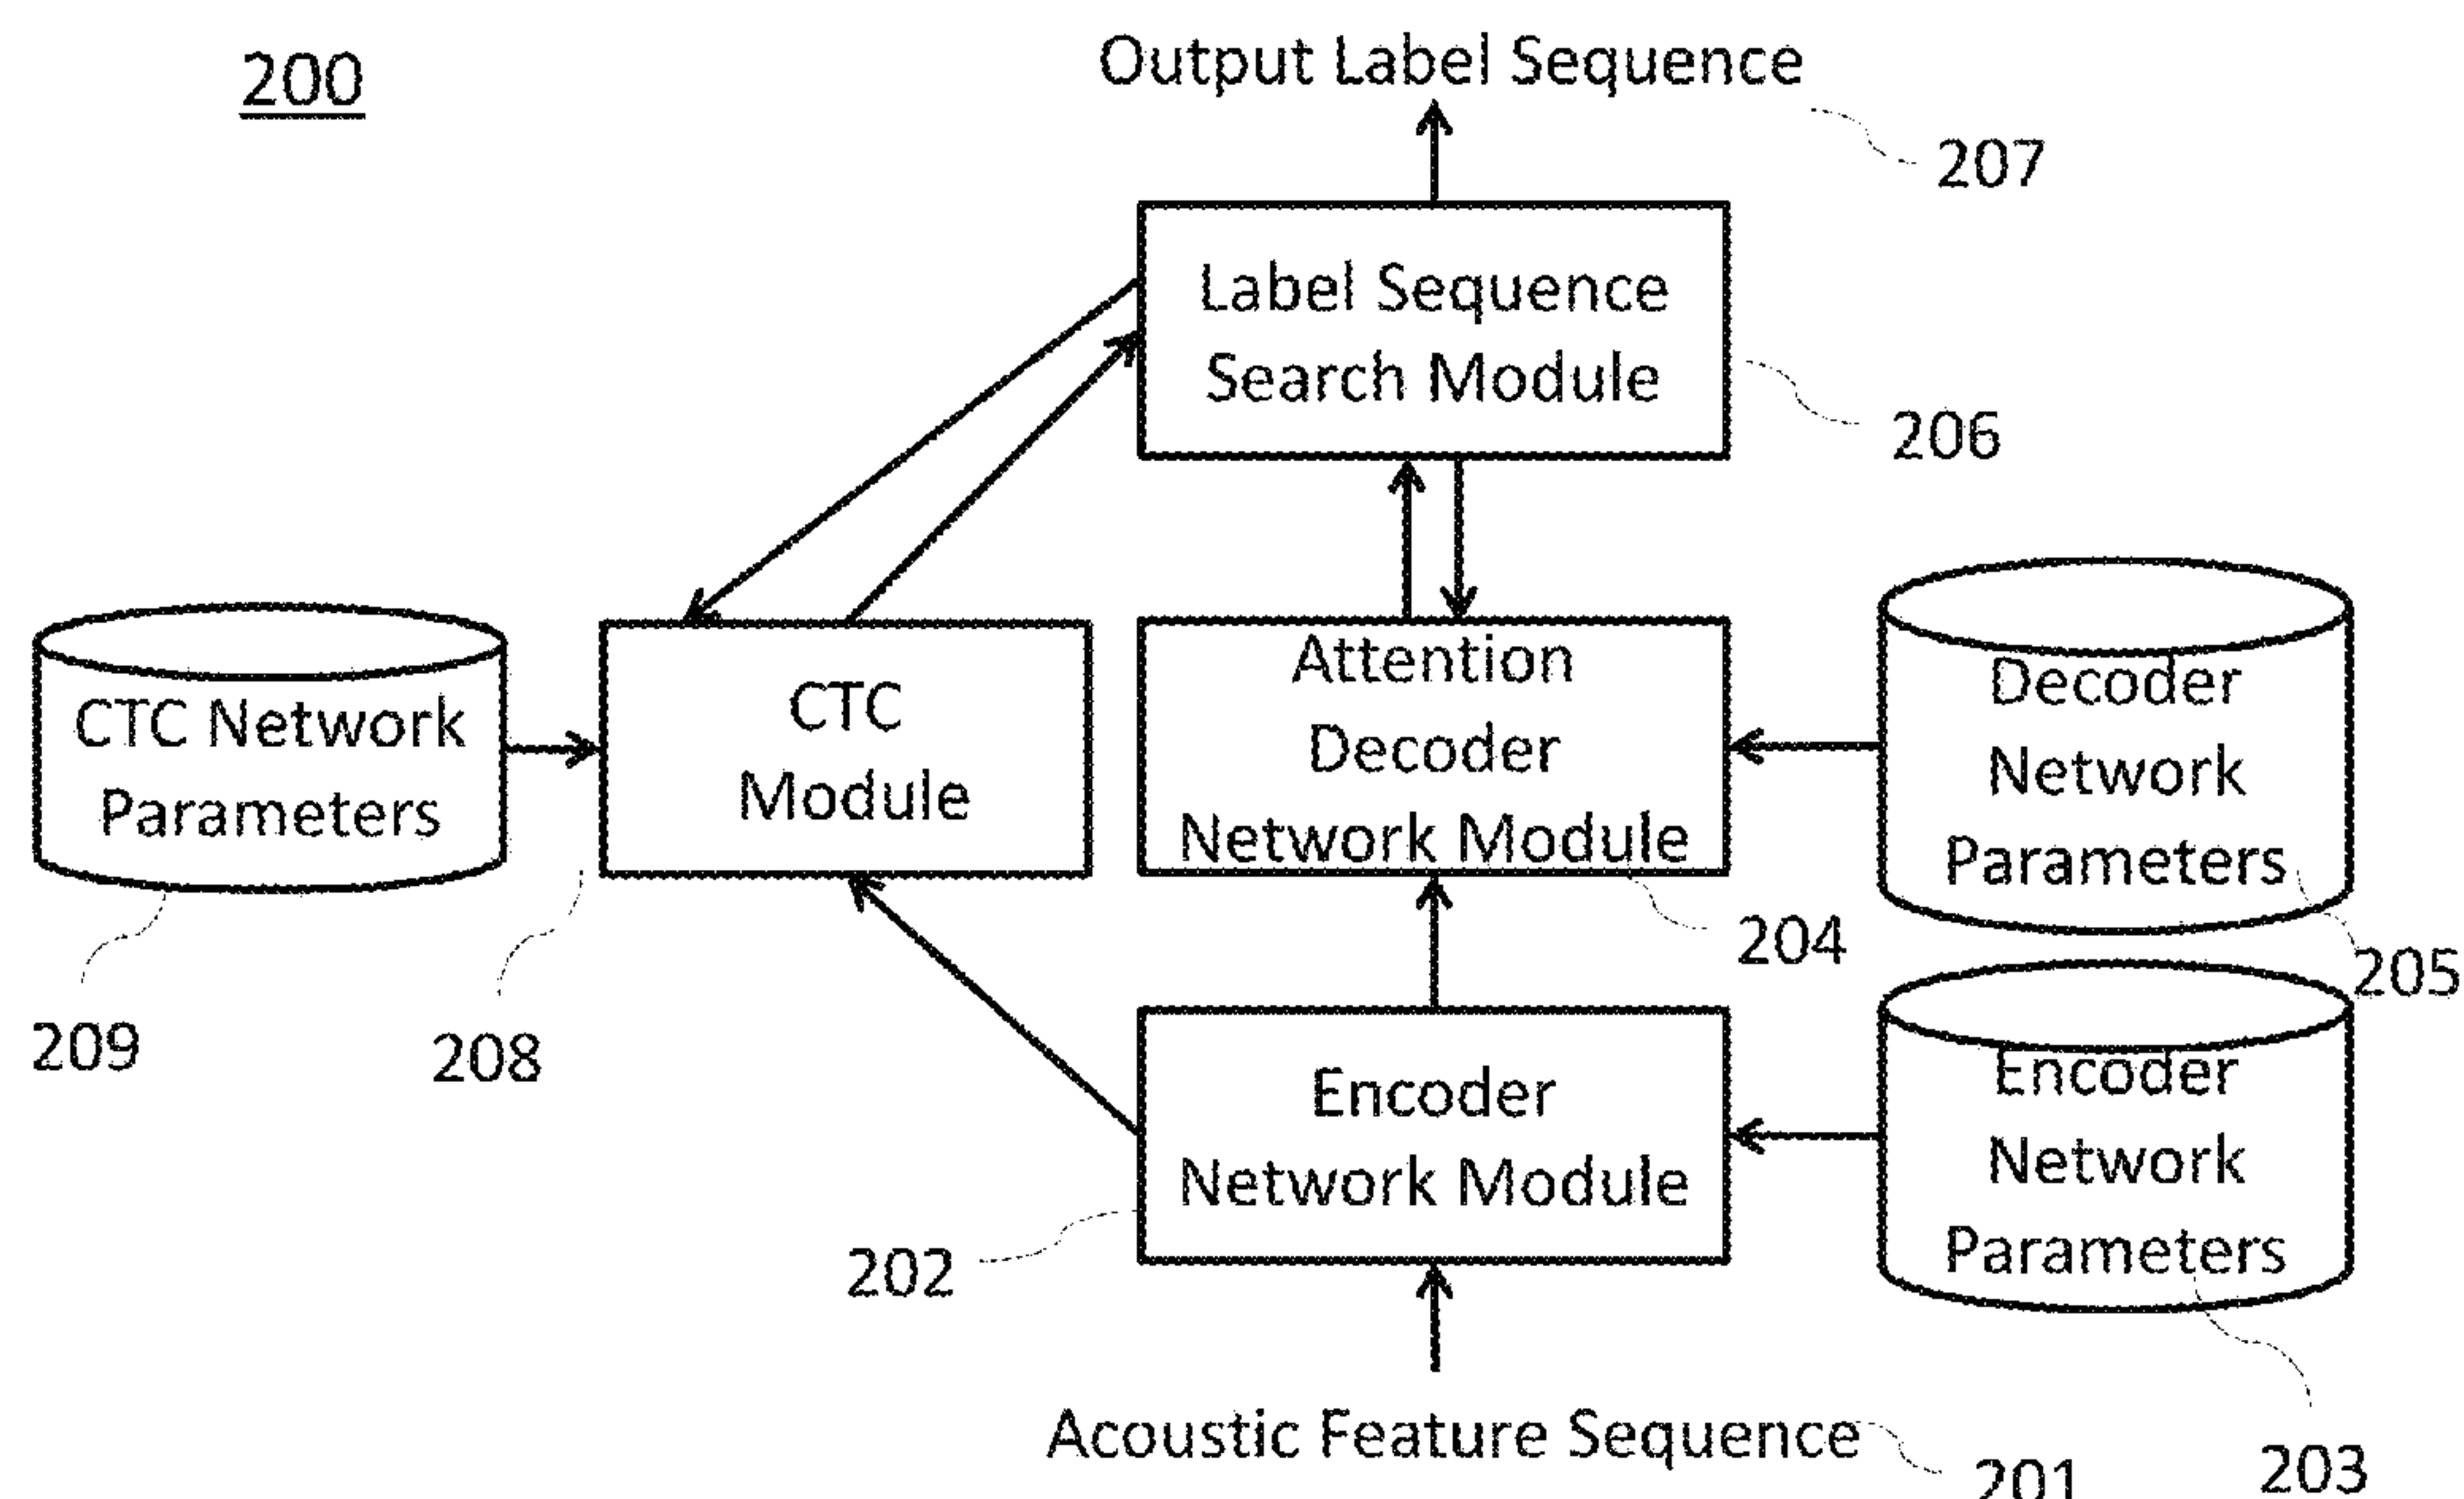 200
Output Label Sequence
207
Label Sequence
Search Module
206
CTC Network
Parameters
209
CTC
Module
208
Attention
Decoder
Network Module
204
Decoder
Network
Parameters
205
Encoder
Network Module
202
Encoder
Network
Parameters
203
Acoustic Feature Sequence
201